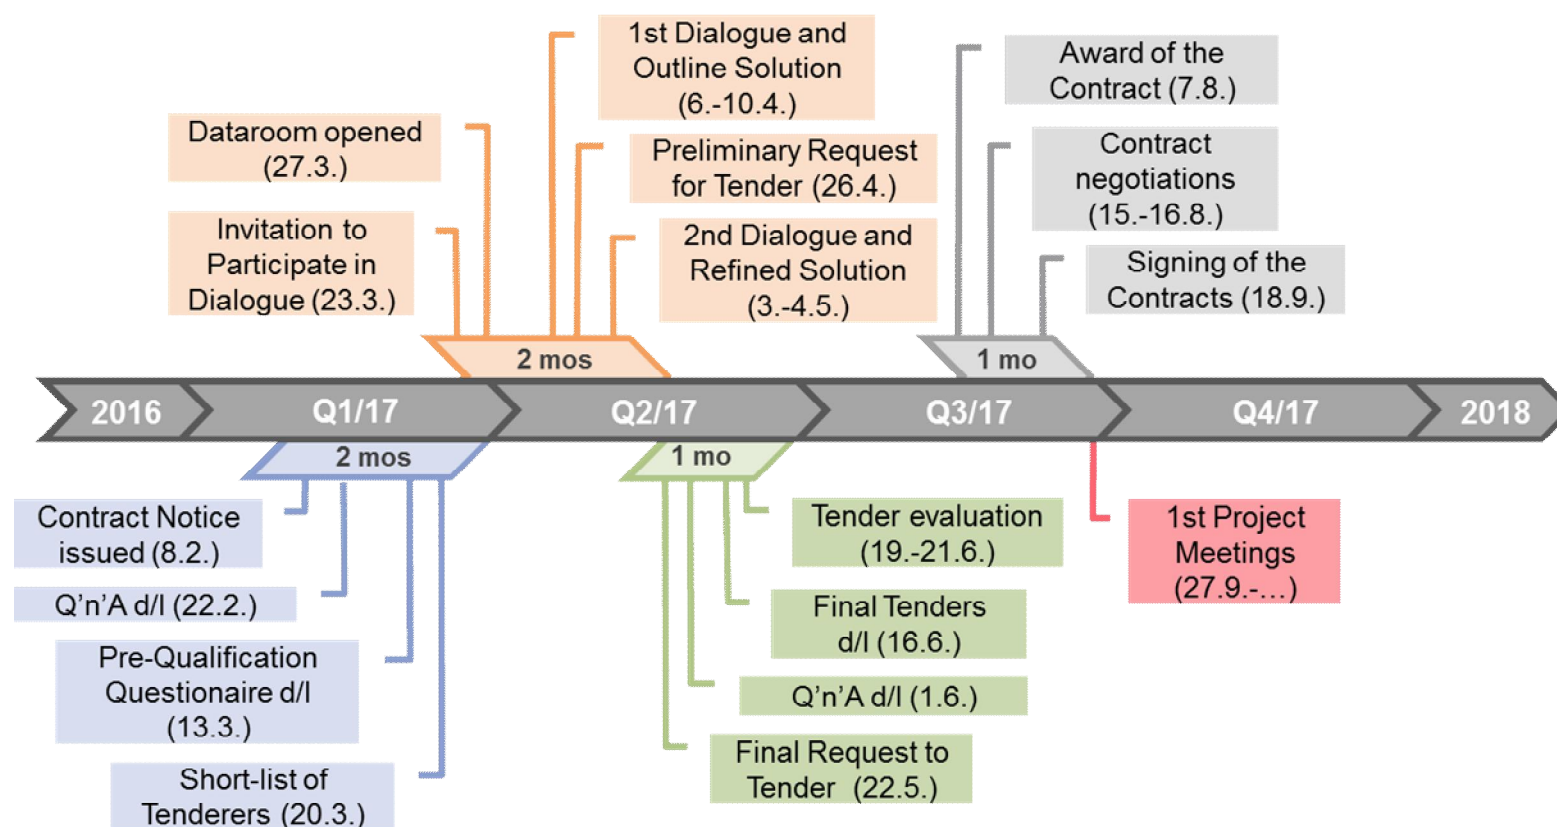 1st Dialogue and
Outline Solution
(6.-10.4.)
Award of the
Contract (7.8.)
Dataroom opened
(27.3.)
Preliminary Request
for Tender (26.4.)
Contract
negotiations
(15.-16.8.)
Invitation to
Participate in
Dialogue (23.3.)
2nd Dialogue and
Refined Solution
(3.-4.5.)
Signing of the
Contracts (18.9.)
2 mos
1 mo
2016
Q1/17
Q2/17
Q3/17
Q4/17
2018
2 mos
1 mo
Contract Notice
issued (8.2.)
Q’n’A d/l (22.2.)
Pre-Qualification
Questionaire d/l
(13.3.)
Short-list of
Tenderers (20.3.)
Tender evaluation
(19.-21.6.)
Final Tenders
d/l (16.6.)
Q’n’A d/l (1.6.)
Final Request to
Tender (22.5.)
1st Project
Meetings
(27.9.-…)